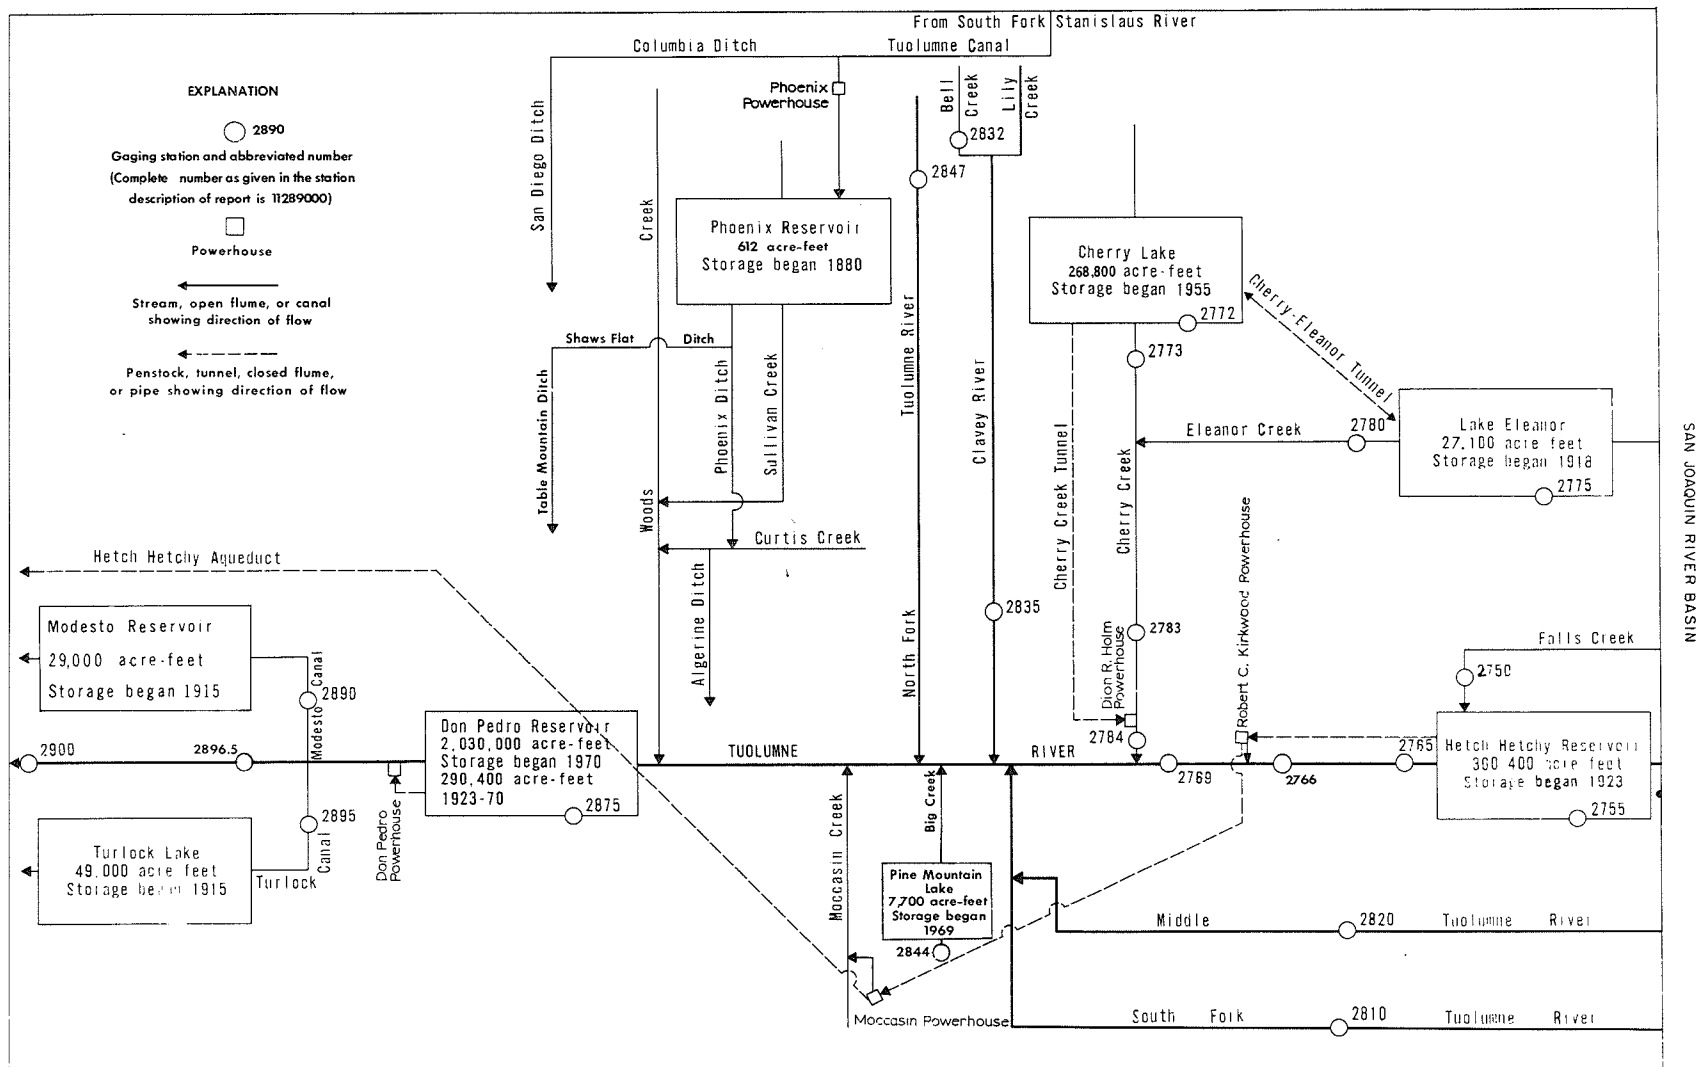 From South Fork Stanislaus River
Columbia Ditch
Tuolumne Canal
EXPLANATION
2890
Gaging station and abbreviated number
(Complete number as given in the station
description of report is 11289000)
Powerhouse
Stream, open flume, or canal
showing direction of flow
Penstock, tunnel, closed flume,
or pipe showing direction of flow
San Diego Ditch
Creek
Woods
Phoenix
Powerhouse
Phoenix Reservoir
612 acre-feet
Storage began 1880
Shaws Flat Ditch
Table Mountain Ditch
Phoenix Ditch
Sullivan Creek
Curtis Creek
Algerine Ditch
Bell
Creek
Lily
Creek
2832
2847
Tuolumne River
North Fork
Clavey River
2835
Cherry Lake
268,800 acre-feet
Storage began 1955
2772
2773
Cherry-Eleanor Tunnel
Lake Eleanor
27,100 acre feet
Storage began 1918
2775
2780
Eleanor Creek
Cherry Creek Tunnel
Cherry Creek
2783
Dion R. Holm
Powerhouse
2784
Robert C. Kirkwood Powerhouse
Falls Creek
2750
Hetch Hetchy Reservoir
360 400 acre feet
Storage began 1923
2755
2765
2766
2769
TUOLUMNE RIVER
Hetch Hetchy Aqueduct
Modesto Reservoir
29,000 acre-feet
Storage began 1915
Modesto Canal
2890
2900
2896.5
Don Pedro Reservoir
2,030,000 acre-feet
Storage began 1970
290,400 acre-feet
1923-70
2875
Don Pedro
Powerhouse
2895
Turlock Lake
49,000 acre feet
Storage began 1915
Turlock Canal
Moccasin Creek
Big Creek
Pine Mountain
Lake
7,700 acre-feet
Storage began
1969
2844
Moccasin Powerhouse
Middle
2820
Tuolumne River
South Fork
2810
Tuolumne River
SAN JOAQUIN RIVER BASIN